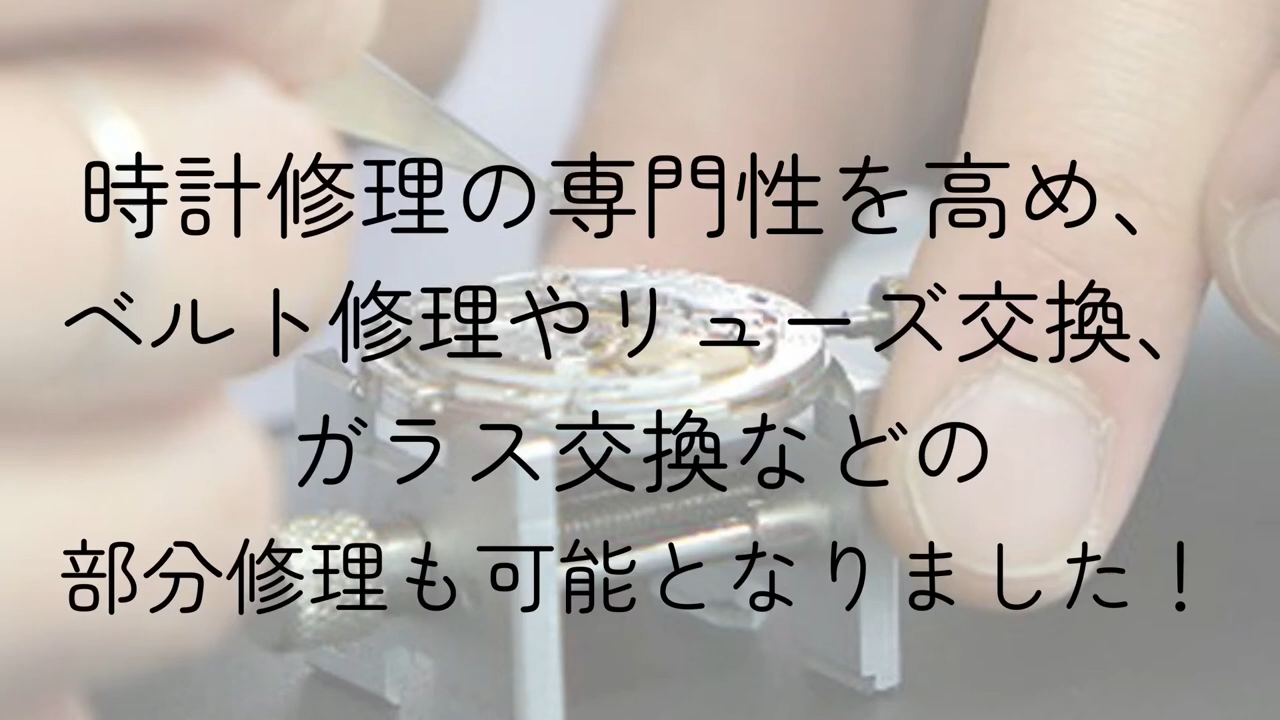 時計修理の専門性を高め、
ベルト修理やリューズ交換、
ガラス交換などの
部分修理も可能となりました！